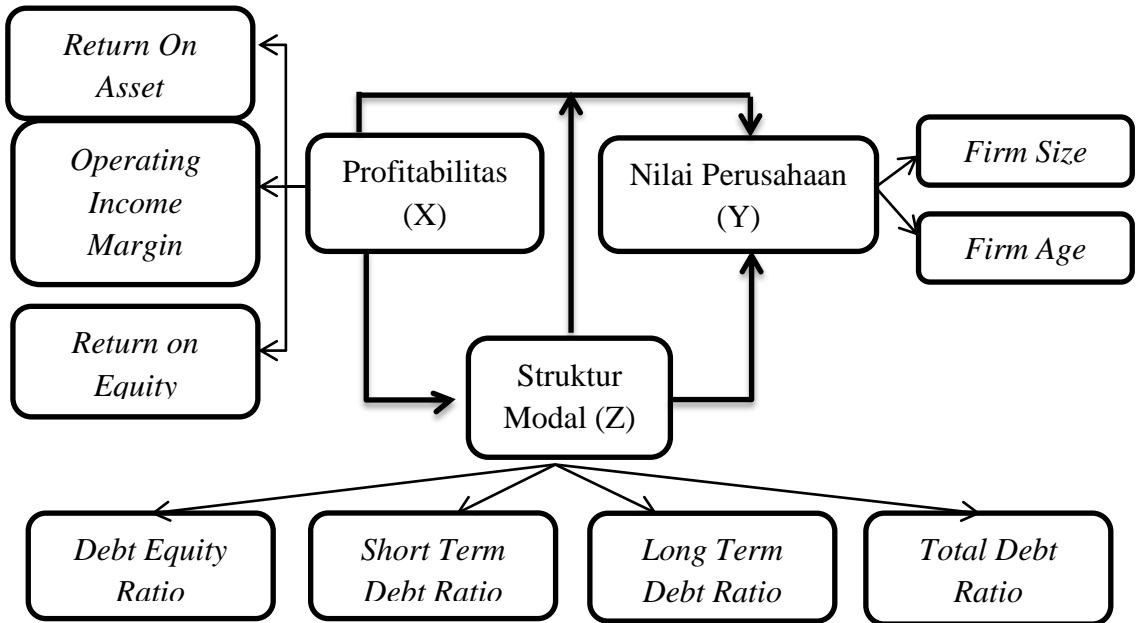 Return On
Asset
Operating
Income
Margin
Return on
Equity
Profitabilitas
(X)
Nilai Perusahaan
(Y)
Firm Size
Firm Age
Struktur
Modal (Z)
Debt Equity
Ratio
Short Term
Debt Ratio
Long Term
Debt Ratio
Total Debt
Ratio